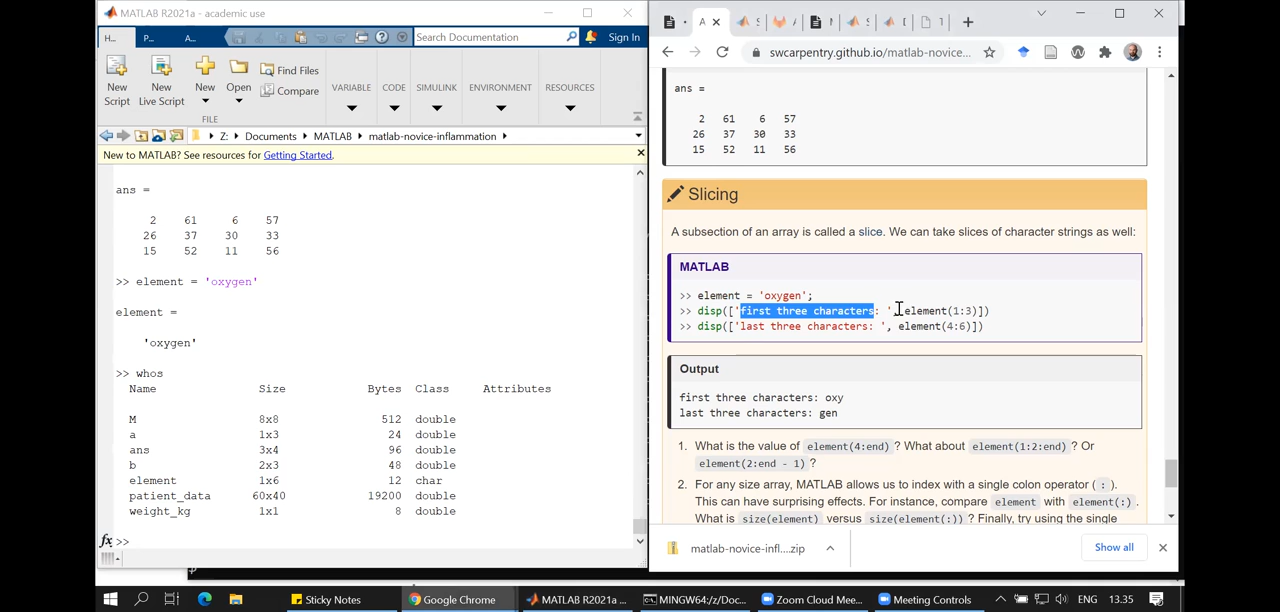 MATLAB R2021a - academic use
H...
P...
A...
Search Documentation
Sign In
New
Script
New
Live Script
New
Open
Find Files
Compare
VARIABLE
CODE
SIMULINK
ENVIRONMENT
RESOURCES
FILE
Z:
Documents
MATLAB
matlab-novice-inflammation
New to MATLAB? See resources for Getting Started.
ans =
2 61 6 57
26 37 30 33
15 52 11 56
>> element = 'oxygen'
element =
'oxygen'
>> whos
Name Size Bytes Class Attributes
M 8x8 512 double
a 1x3 24 double
ans 3x4 96 double
b 2x3 48 double
element 1x6 12 char
patient_data 60x40 19200 double
weight_kg 1x1 8 double
fx >>
swcarpentry.github.io/matlab-novice...
ans =
2 61 6 57
26 37 30 33
15 52 11 56
Slicing
A subsection of an array is called a slice. We can take slices of character strings as well:
MATLAB
>> element = 'oxygen';
>> disp(['first three characters: ', element(1:3)])
>> disp(['last three characters: ', element(4:6)])
Output
first three characters: oxy
last three characters: gen
1. What is the value of element(4:end) ? What about element(1:2:end) ? Or
element(2:end - 1) ?
2. For any size array, MATLAB allows us to index with a single colon operator ( : ).
This can have surprising effects. For instance, compare element with element(:) .
What is size(element) versus size(element(:)) ? Finally, try using the single
matlab-novice-infl....zip
Show all
Sticky Notes
Google Chrome
MATLAB R2021a ...
MINGW64:/z/Doc...
Zoom Cloud Mee...
Meeting Controls
ENG
13.35